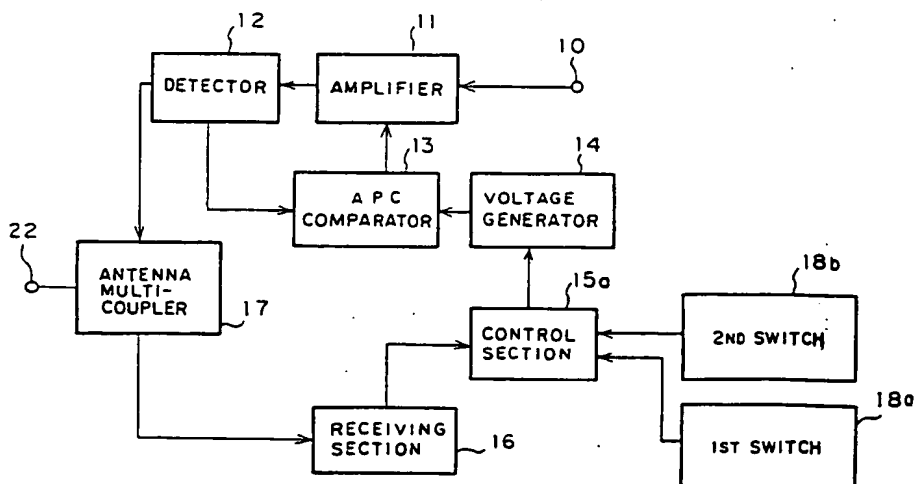 12
11
10
DETECTOR
AMPLIFIER
13
14
A P C
COMPARATOR
VOLTAGE
GENERATOR
22
ANTENNA
MULTI-
COUPLER
17
15a
CONTROL
SECTION
18b
2ND SWITCH
18a
1ST SWITCH
RECEIVING
SECTION
16